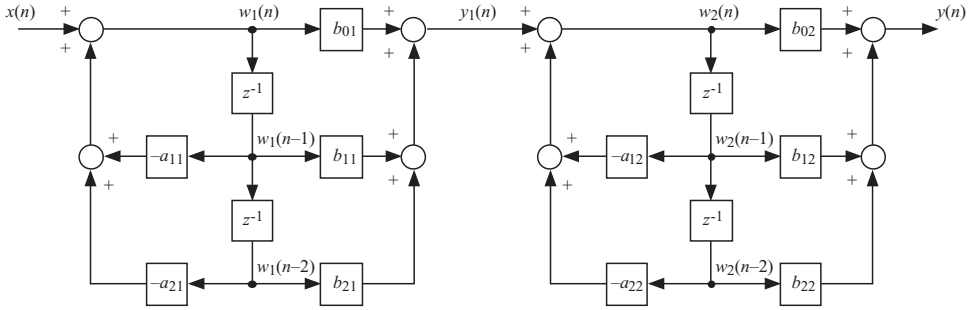 x(n) w₁(n) b₀₁ y₁(n) w₂(n) b₀₂ y(n)
+ + + +
+ + + +
z⁻¹ z⁻¹
+ –a₁₁ w₁(n–1) b₁₁ + + –a₁₂ w₂(n–1) b₁₂ +
+ + + +
z⁻¹ z⁻¹
–a₂₁ w₁(n–2) b₂₁ –a₂₂ w₂(n–2) b₂₂